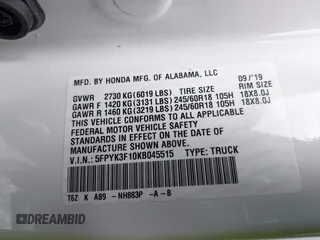 MFD. BY HONDA MFG. OF ALABAMA, LLC 09/'19
GVWR 2730 KG(6019 LBS) TIRE SIZE RIM SIZE
GAWR F 1420 KG(3131 LBS) 245/60R18 105H 18X8.0J
GAWR R 1460 KG(3219 LBS) 245/60R18 105H 18X8.0J
THIS VEHICLE CONFORMS TO ALL APPLICABLE
FEDERAL MOTOR VEHICLE SAFETY
STANDARDS IN EFFECT ON THE DATE OF
MANUFACTURE SHOWN ABOVE.
V.I.N.: 5FPYK3F10KB045515 TYPE: TRUCK
T6Z K AB9 -NH883P -A-B
DREAMBID